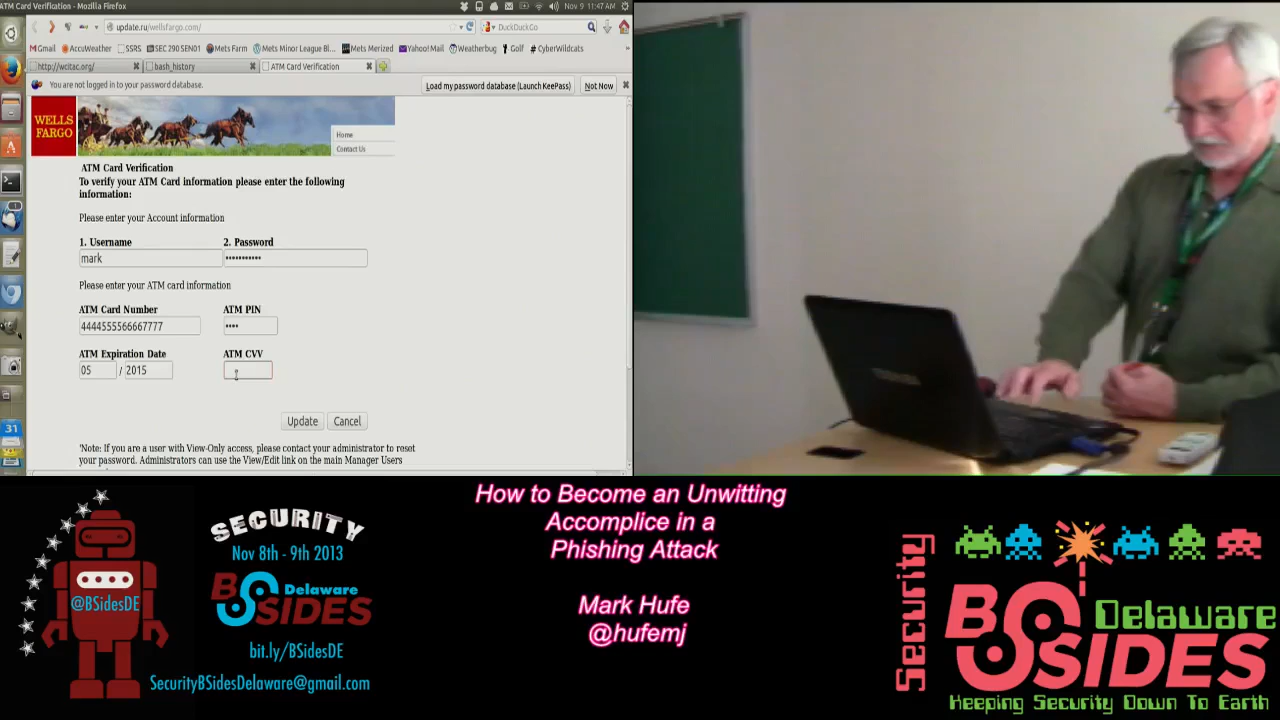 ATM Card Verification - Mozilla Firefox
Nov 9 11:47 AM
update.ru/wellsfargo.com/
DuckDuckGo
Gmail AccuWeather SSRS SEC 290 SEN01 Mets Farm Mets Minor League Bl... Mets Merized Yahoo! Mail Weatherbug Golf CyberWildcats
http://wcitac.org/ bash_history ATM Card Verification
You are not logged in to your password database.
Load my password database (Launch KeePass) Not Now
WELLS
FARGO
Home
Contact Us
ATM Card Verification
To verify your ATM Card information please enter the following
information:
Please enter your Account information
1. Username 2. Password
mark •••••••••••
Please enter your ATM card information
ATM Card Number ATM PIN
4444555566667777 ••••
ATM Expiration Date ATM CVV
05 / 2015
Update Cancel
'Note: If you are a user with View-Only access, please contact your administrator to reset
your password. Administrators can use the View/Edit link on the main Manager Users
31
@BSidesDE
SECURITY
Nov 8th - 9th 2013
BSIDES Delaware
bit.ly/BSidesDE
SecurityBSidesDelaware@gmail.com
How to Become an Unwitting
Accomplice in a
Phishing Attack
Mark Hufe
@hufemj
Security
BSIDES Delaware
Keeping Security Down To Earth